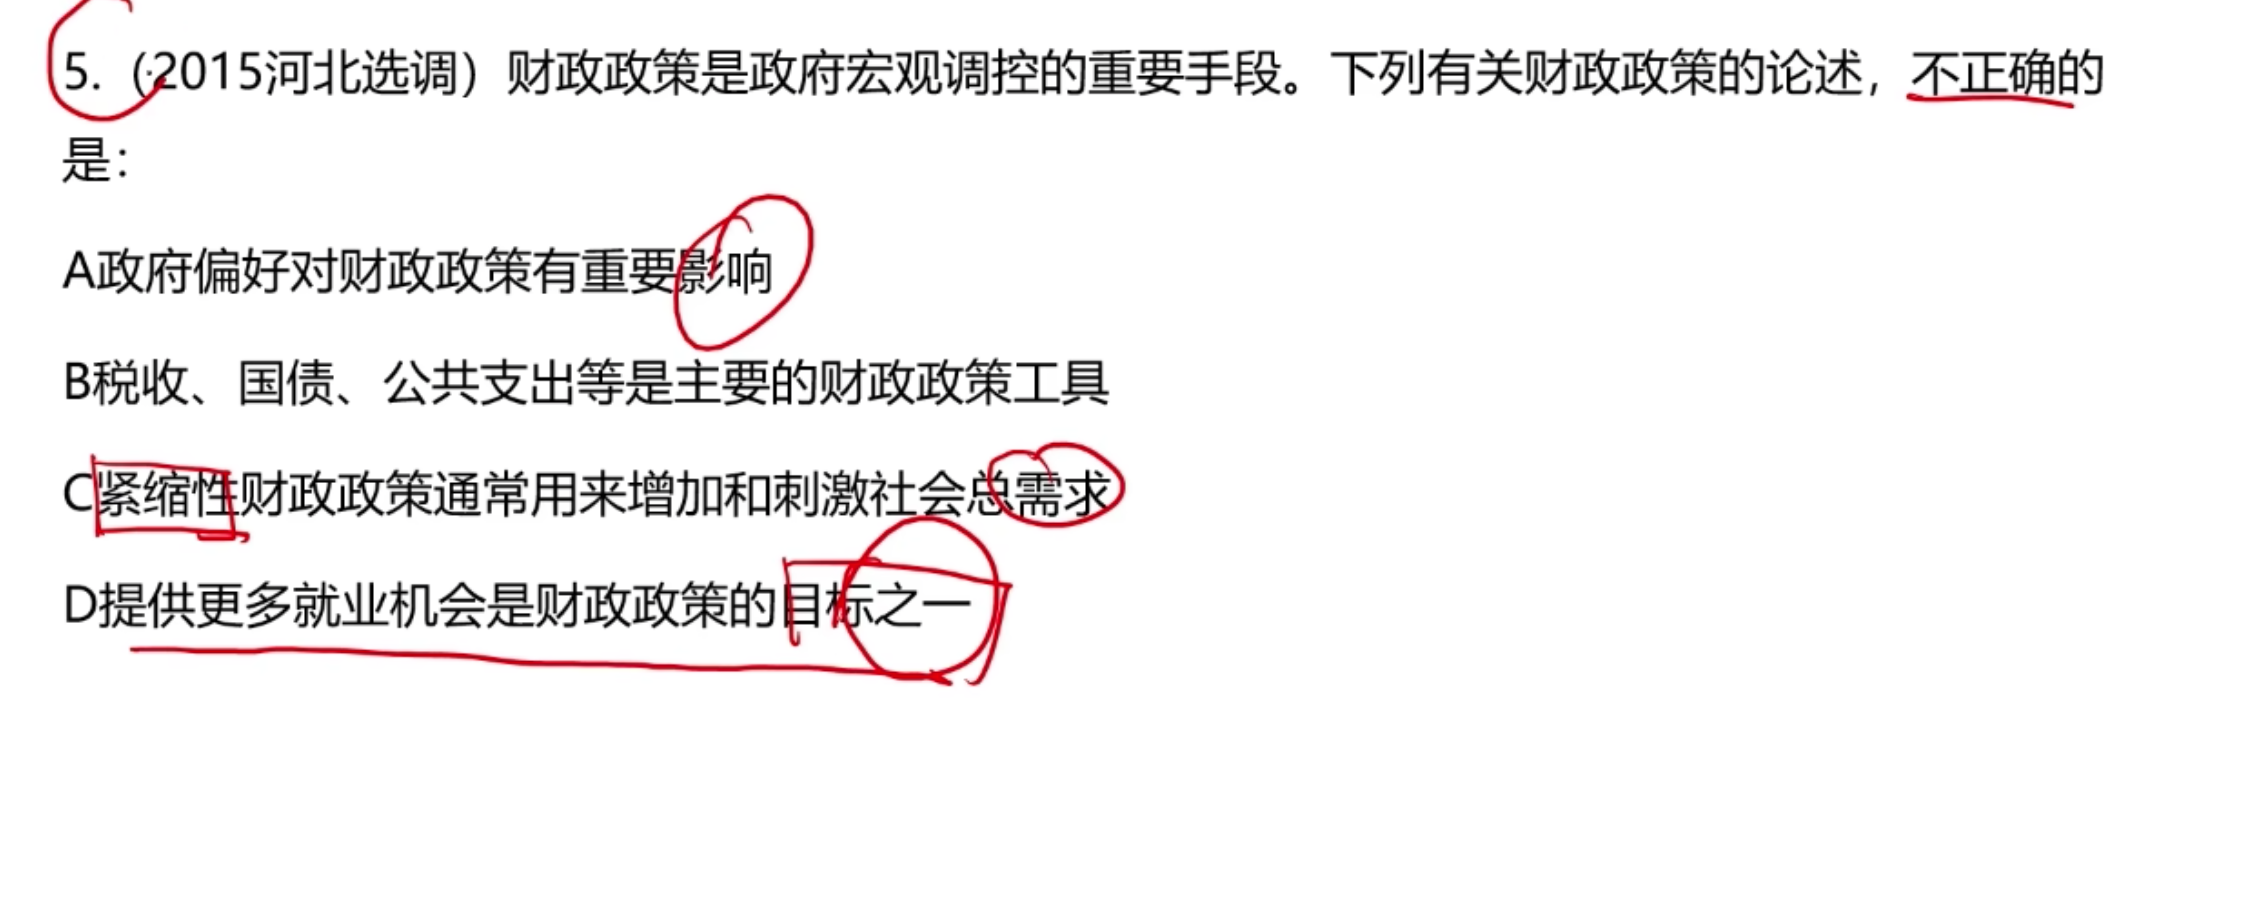 5.（2015河北选调）财政政策是政府宏观调控的重要手段。下列有关财政政策的论述，不正确的
是：
A政府偏好对财政政策有重要影响
B税收、国债、公共支出等是主要的财政政策工具
C紧缩性财政政策通常用来增加和刺激社会总需求
D提供更多就业机会是财政政策的目标之一